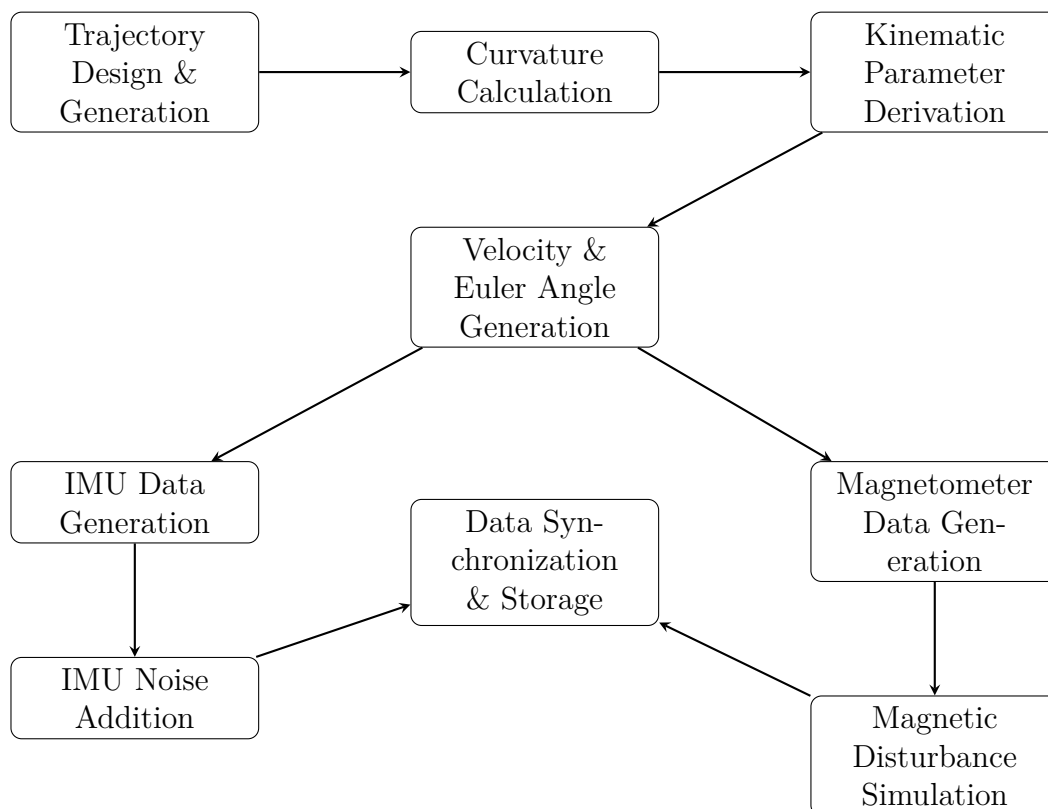 Trajectory
Design &
Generation
Curvature
Calculation
Kinematic
Parameter
Derivation
Velocity &
Euler Angle
Generation
IMU Data
Generation
Data Syn-
chronization
& Storage
Magnetometer
Data Gen-
eration
IMU Noise
Addition
Magnetic
Disturbance
Simulation